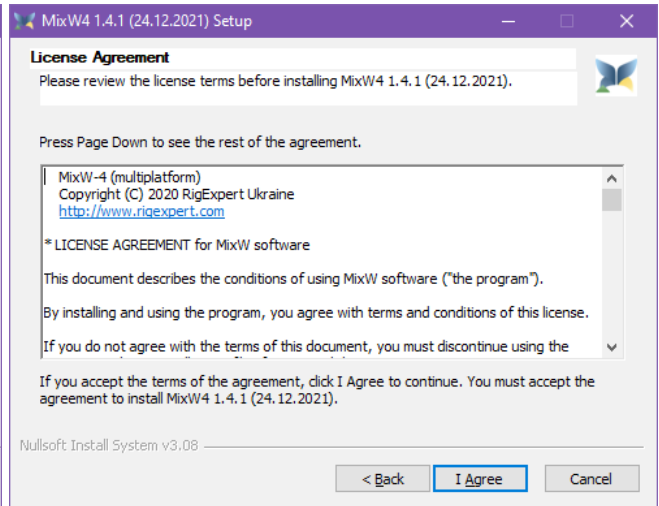 MixW4 1.4.1 (24.12.2021) Setup
License Agreement
Please review the license terms before installing MixW4 1.4.1 (24.12.2021).
Press Page Down to see the rest of the agreement.
MixW-4 (multiplatform)
Copyright (C) 2020 RigExpert Ukraine
http://www.rigexpert.com
* LICENSE AGREEMENT for MixW software
This document describes the conditions of using MixW software ("the program").
By installing and using the program, you agree with terms and conditions of this license.
If you do not agree with the terms of this document, you must discontinue using the
If you accept the terms of the agreement, click I Agree to continue. You must accept the
agreement to install MixW4 1.4.1 (24.12.2021).
Nullsoft Install System v3.08
< Back
I Agree
Cancel